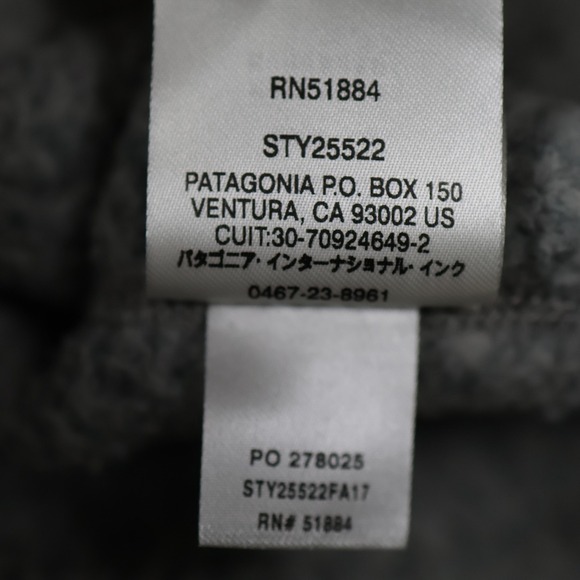 RN51884
STY25522
PATAGONIA P.O. BOX 150
VENTURA, CA 93002 US
CUIT:30-70924649-2
パタゴニア・インターナショナル・インク
0467-23-8961
PO 278025
STY25522FA17
RN# 51884